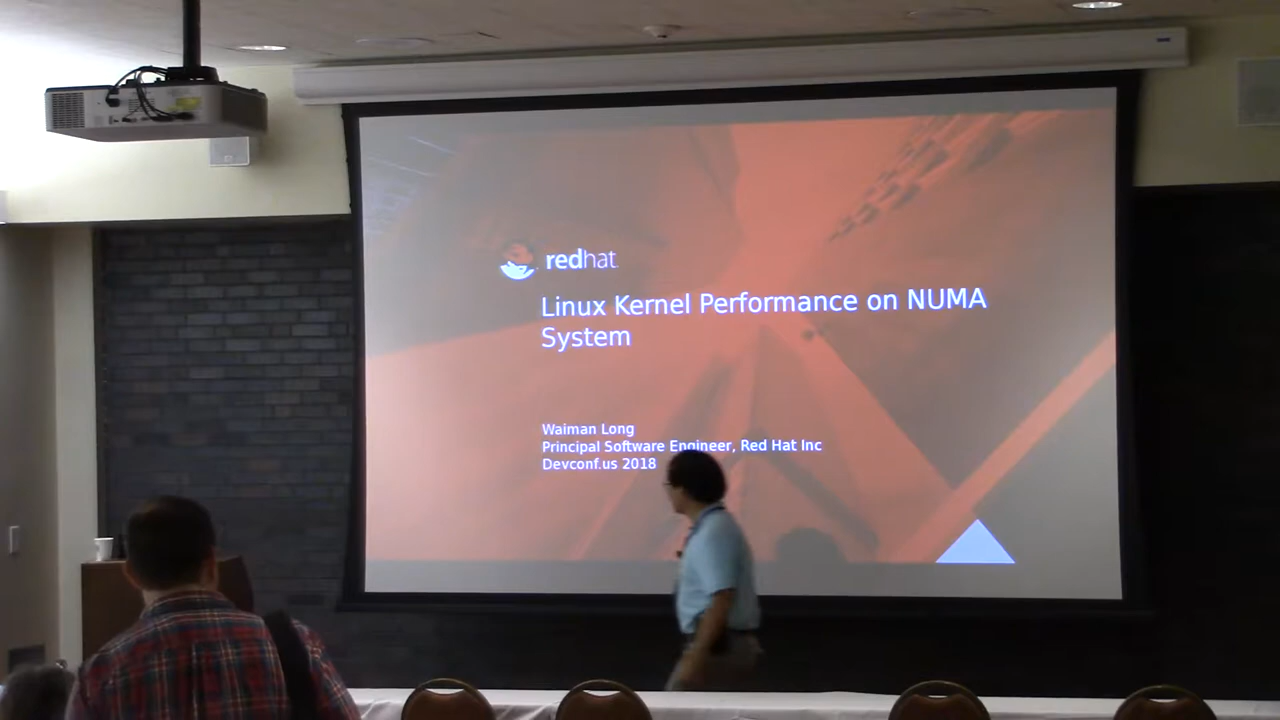 redhat.
Linux Kernel Performance on NUMA
System
Waiman Long
Principal Software Engineer, Red Hat Inc
Devconf.us 2018